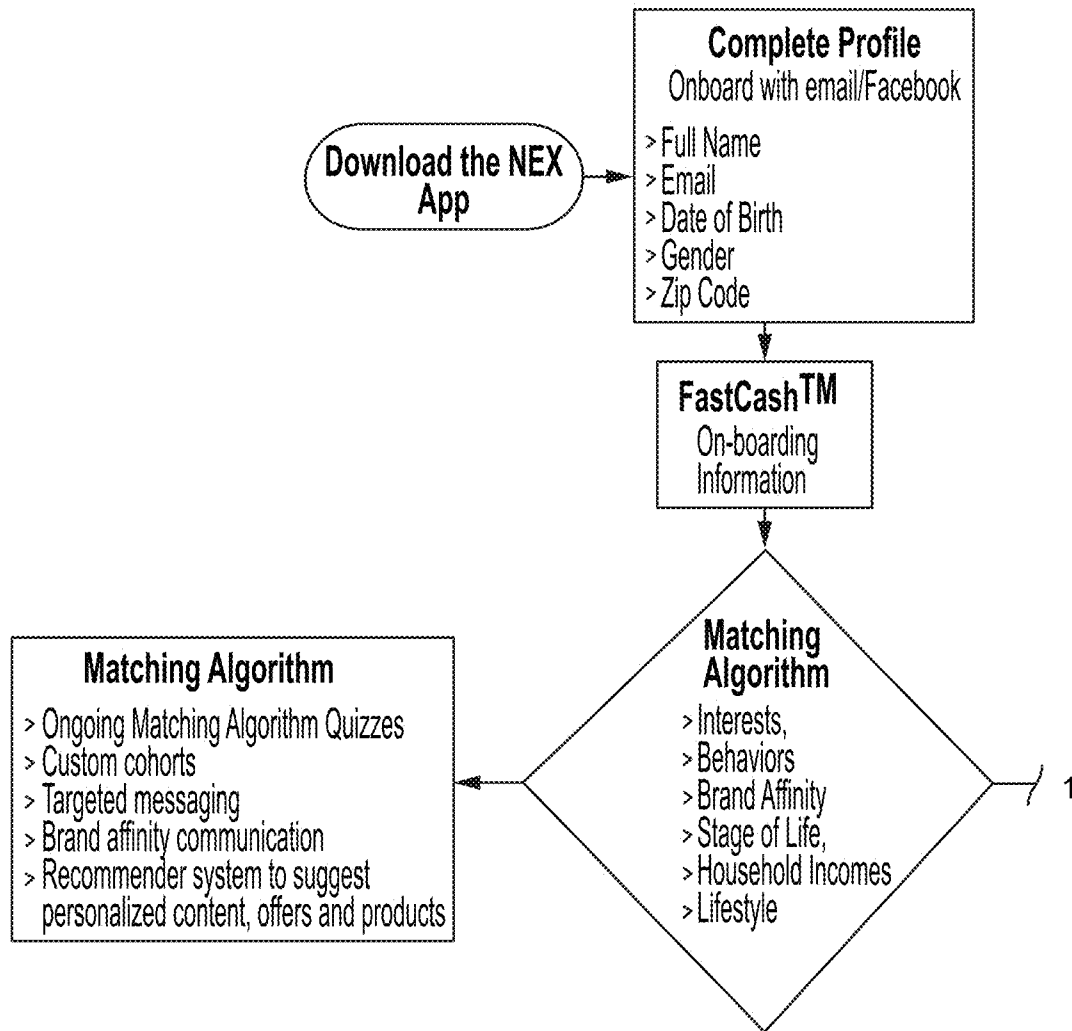 Complete Profile
Onboard with email/Facebook
> Full Name
> Email
> Date of Birth
> Gender
> Zip Code
Download the NEX
App
FastCash™
On-boarding
Information
Matching
Algorithm
> Interests,
> Behaviors
> Brand Affinity
> Stage of Life,
> Household Incomes
> Lifestyle
1
Matching Algorithm
> Ongoing Matching Algorithm Quizzes
> Custom cohorts
> Targeted messaging
> Brand affinity communication
> Recommender system to suggest
personalized content, offers and products